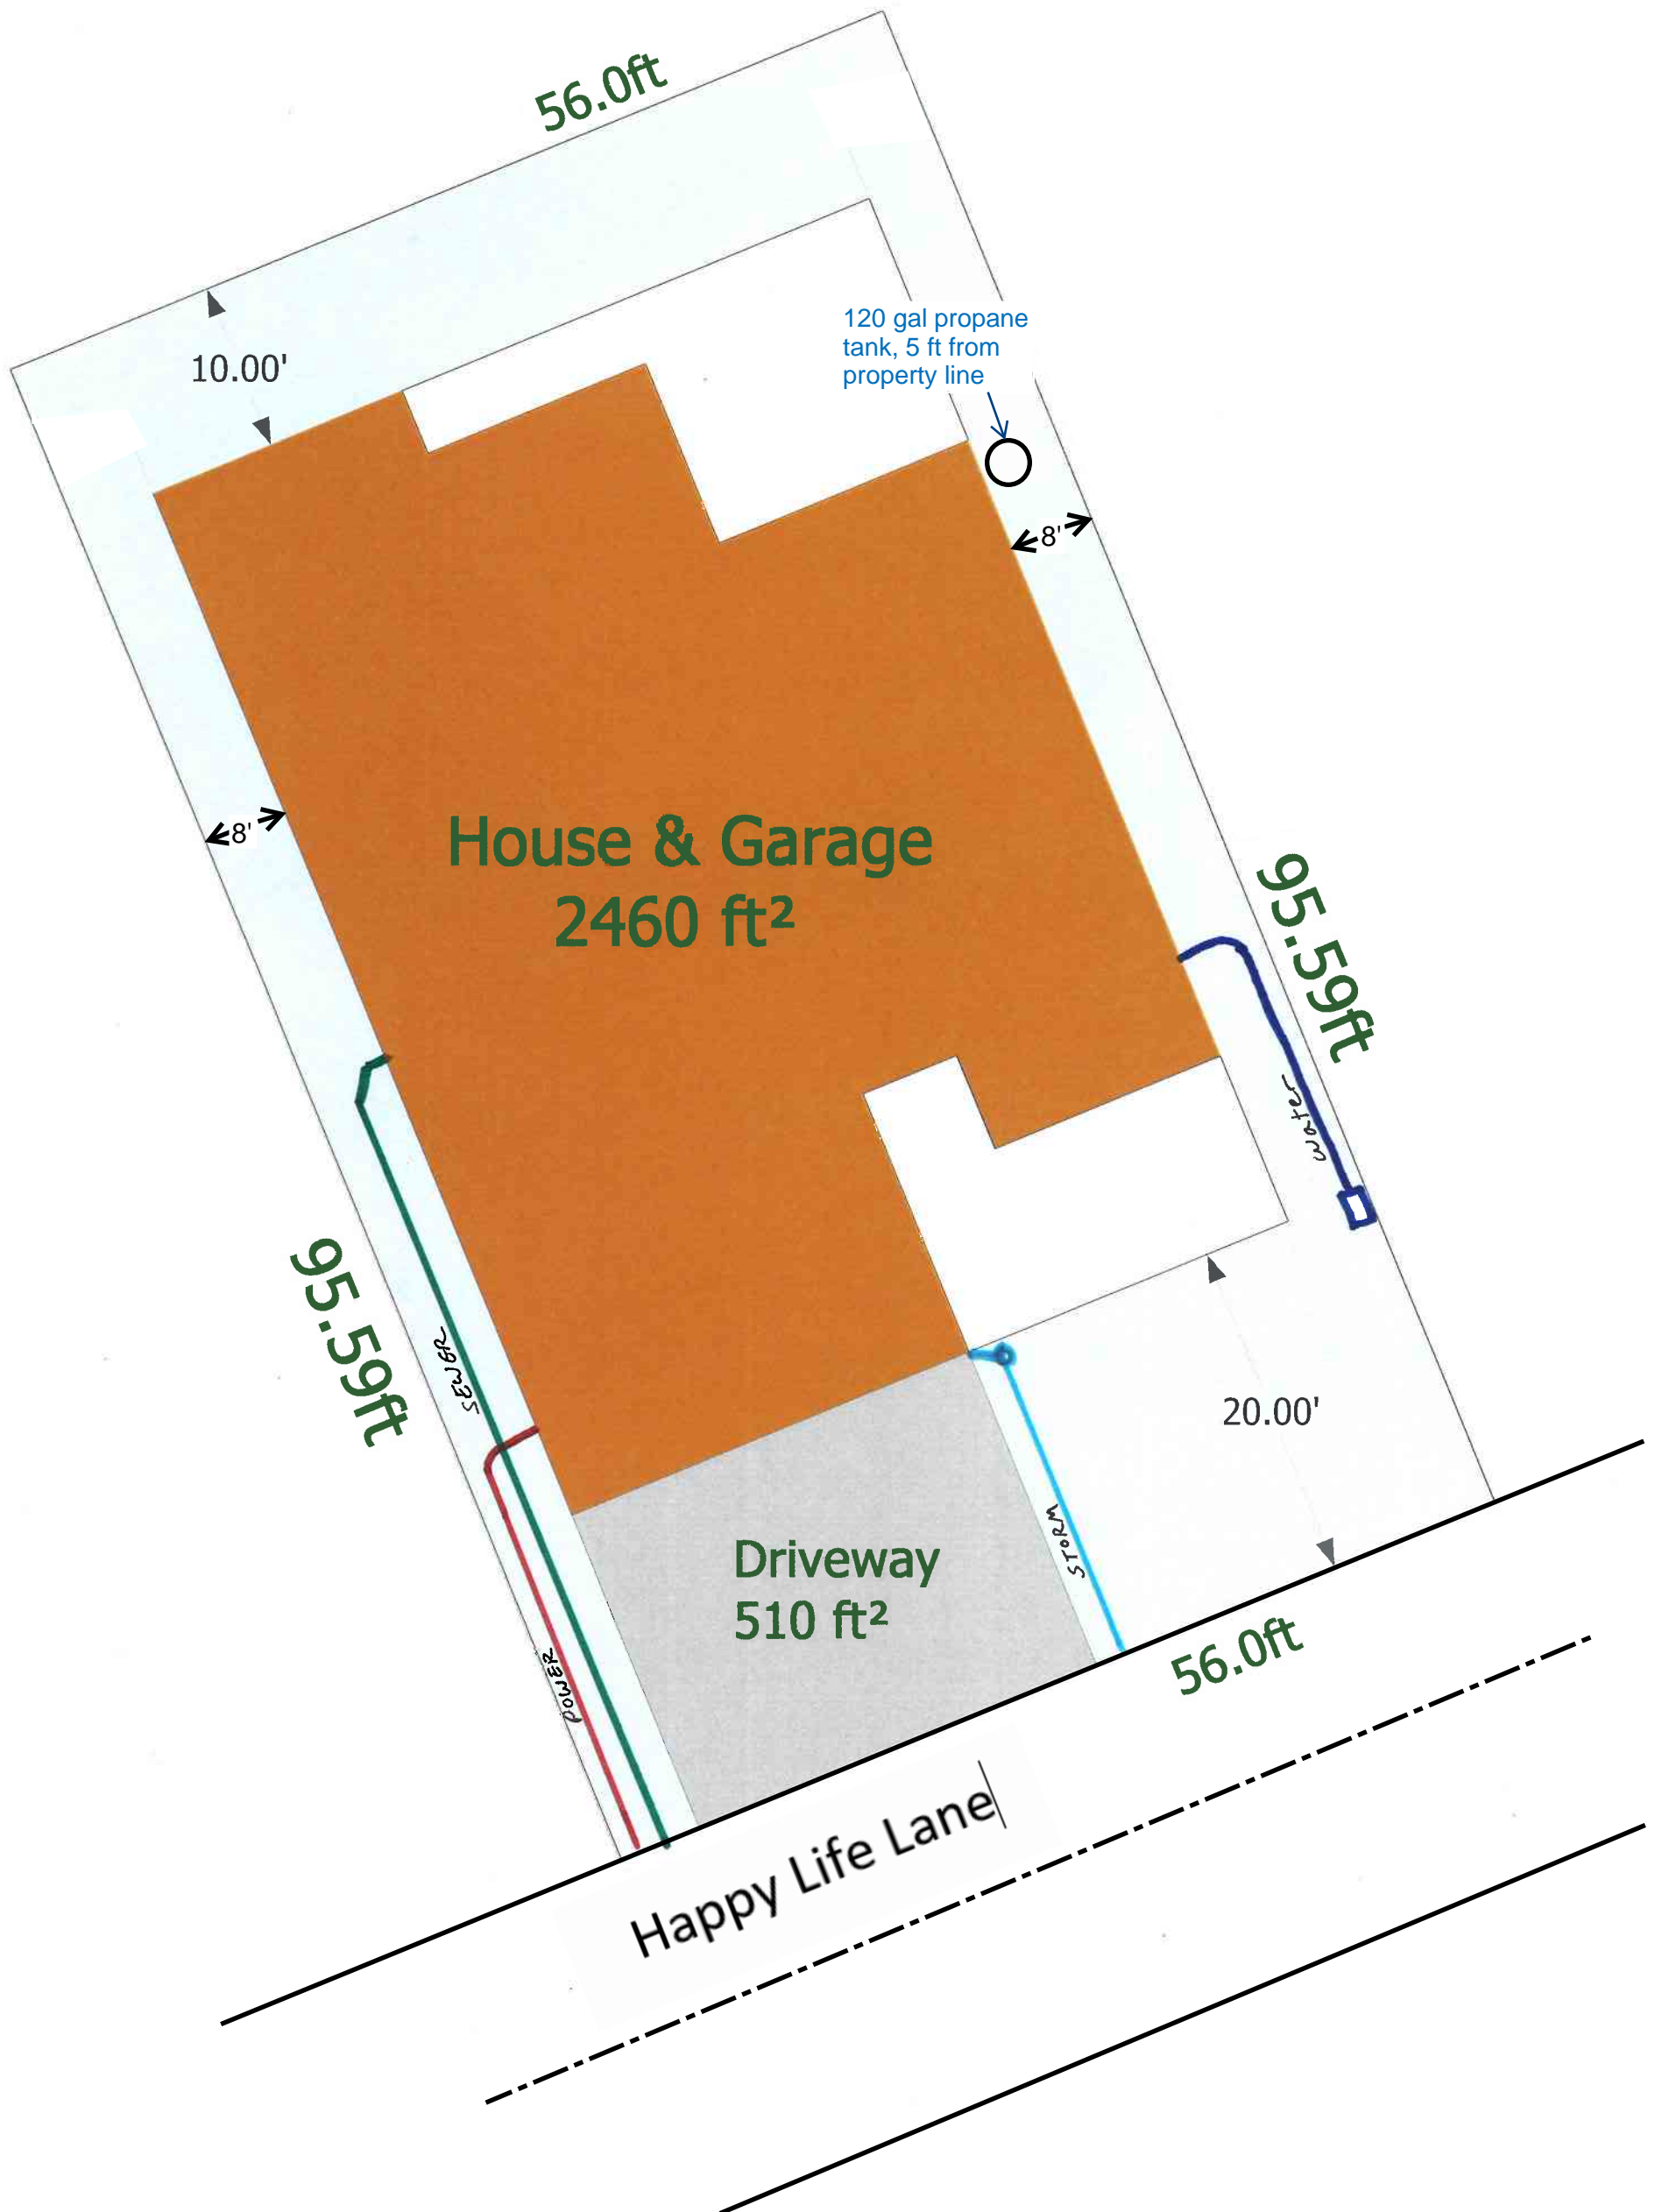 56.0ft
10.00'
120 gal propane
tank, 5 ft from
property line
8'
8'
House & Garage
2460 ft²
95.59ft
water
95.59ft
SEWER
20.00'
Driveway
510 ft²
STORM
POWER
56.0ft
Happy Life Lane